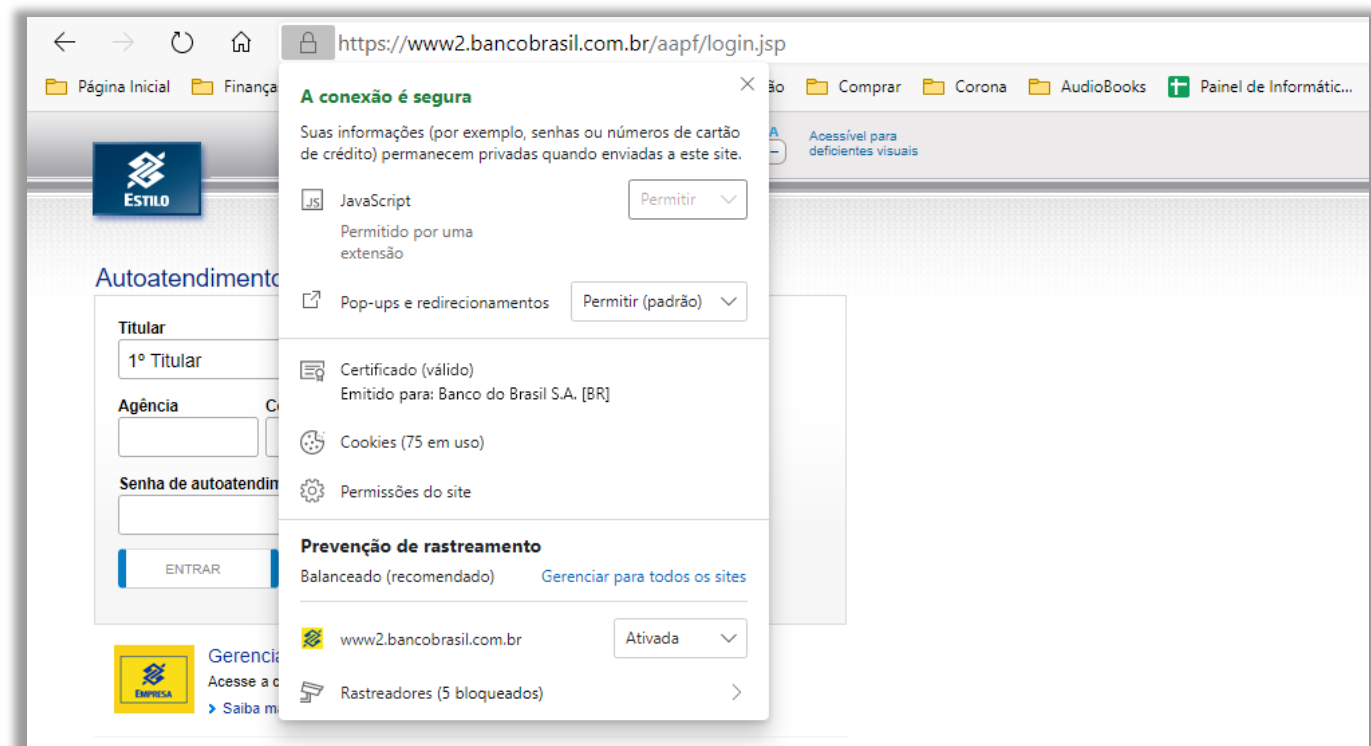 https://www2.bancobrasil.com.br/aapf/login.jsp
Página Inicial
Comprar
Corona
AudioBooks
Painel de Informátic...
A conexão é segura
Suas informações (por exemplo, senhas ou números de cartão
de crédito) permanecem privadas quando enviadas a este site.
A
Acessível para
deficientes visuais
ESTILO
JS JavaScript Permitir
Permitido por uma
extensão
Autoatendimento
Pop-ups e redirecionamentos Permitir (padrão)
Titular
1º Titular
Certificado (válido)
Emitido para: Banco do Brasil S.A. [BR]
Agência
Cookies (75 em uso)
Permissões do site
ENTRAR
Prevenção de rastreamento
Balanceado (recomendado) Gerenciar para todos os sites
www2.bancobrasil.com.br Ativada
Rastreadores (5 bloqueados)
EMPRESA
Senha de
Acesse a
Saiba